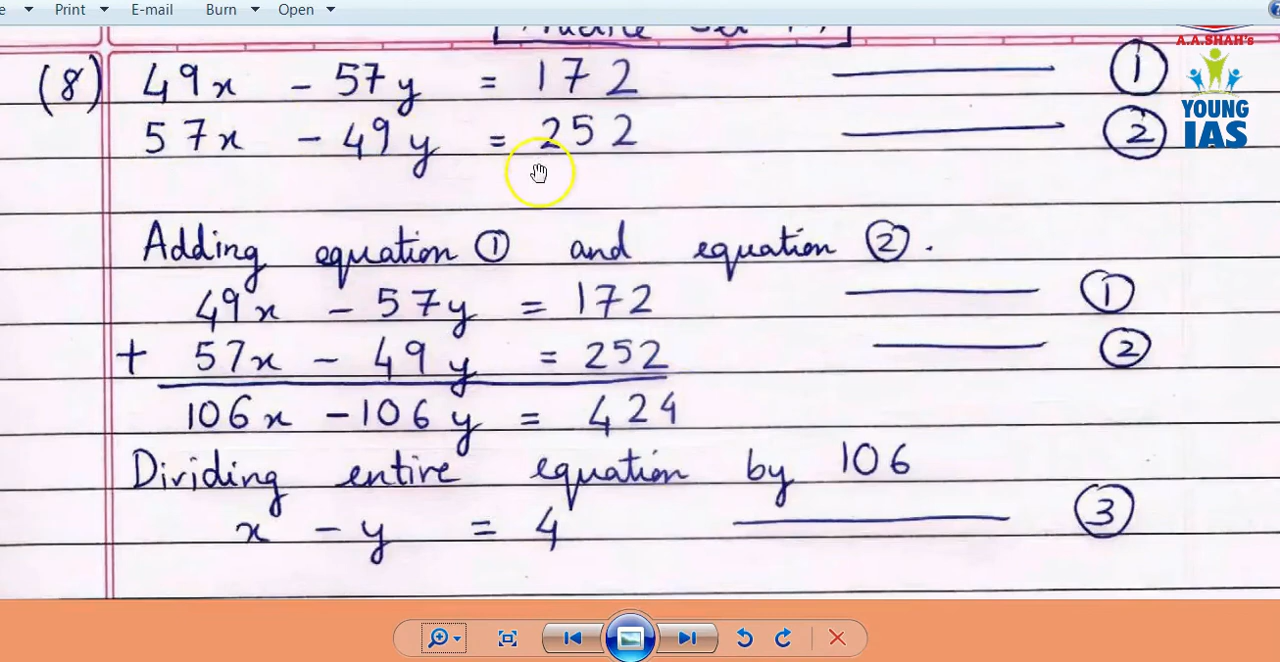 Print E-mail Burn Open
A.A.SHAH's
YOUNG
IAS
(8) 49x - 57y = 172 ——— ①
57x - 49y = 252 ——— ②
Adding equation ① and equation ②.
49x - 57y = 172 ——— ①
+ 57x - 49y = 252 ——— ②
106x - 106y = 424
Dividing entire equation by 106
x - y = 4 ——— ③